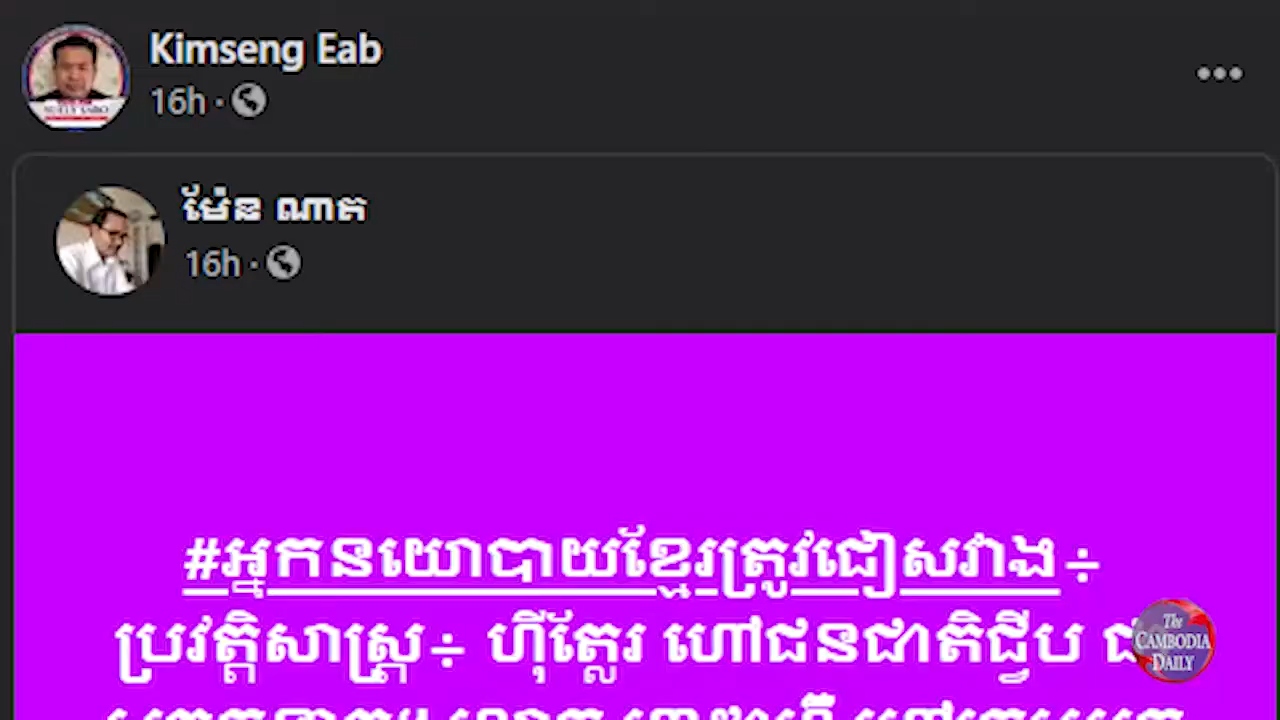 Kimseng Eab
16h ·
ម៉ែន ណាត
16h ·
#អ្នកនយោបាយខ្មែរត្រូវជៀសវាង÷
ប្រវត្តិសាស្ត្រ÷ ហ៊ីត្លែរ ហៅជនជាតិជ្វីប
The
CAMBODIA
DAILY